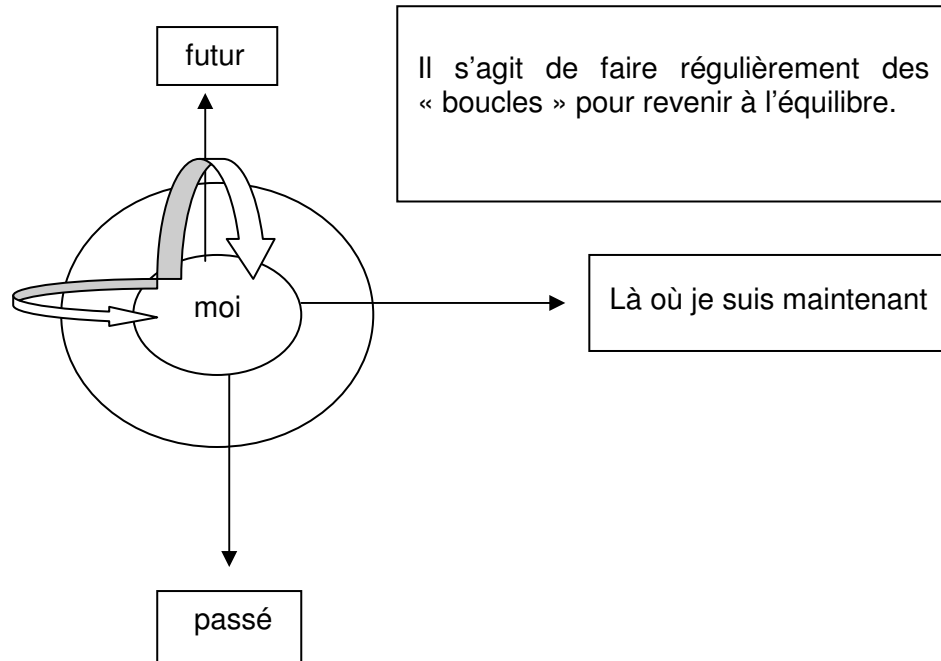 futur
Il s’agit de faire régulièrement des
« boucles » pour revenir à l’équilibre.
moi
Là où je suis maintenant
passé